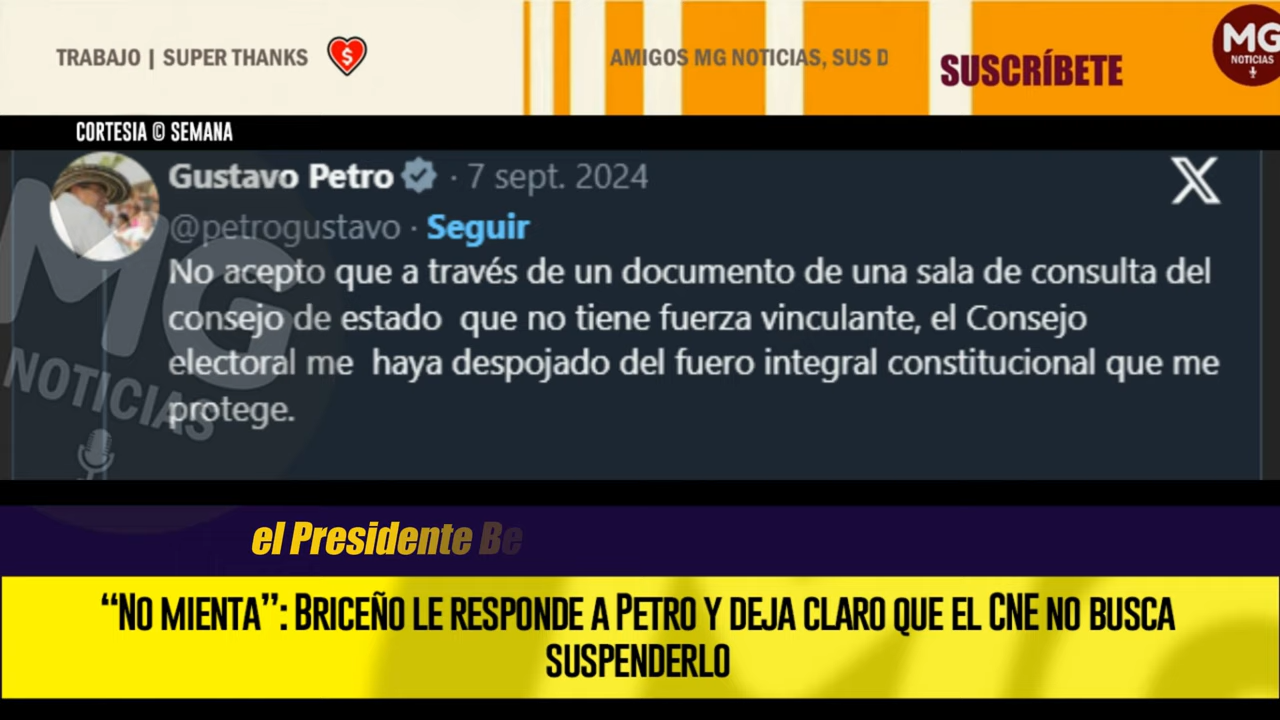 TRABAJO | SUPER THANKS
AMIGOS MG NOTICIAS, SUS D
SUSCRÍBETE
MG
NOTICIAS
CORTESIA © SEMANA
Gustavo Petro · 7 sept. 2024
@petrogustavo · Seguir
No acepto que a través de un documento de una sala de consulta del
consejo de estado que no tiene fuerza vinculante, el Consejo
electoral me haya despojado del fuero integral constitucional que me
protege.
MG
NOTICIAS
el Presidente Be
“NO MIENTA”: BRICEÑO LE RESPONDE A PETRO Y DEJA CLARO QUE EL CNE NO BUSCA
SUSPENDERLO